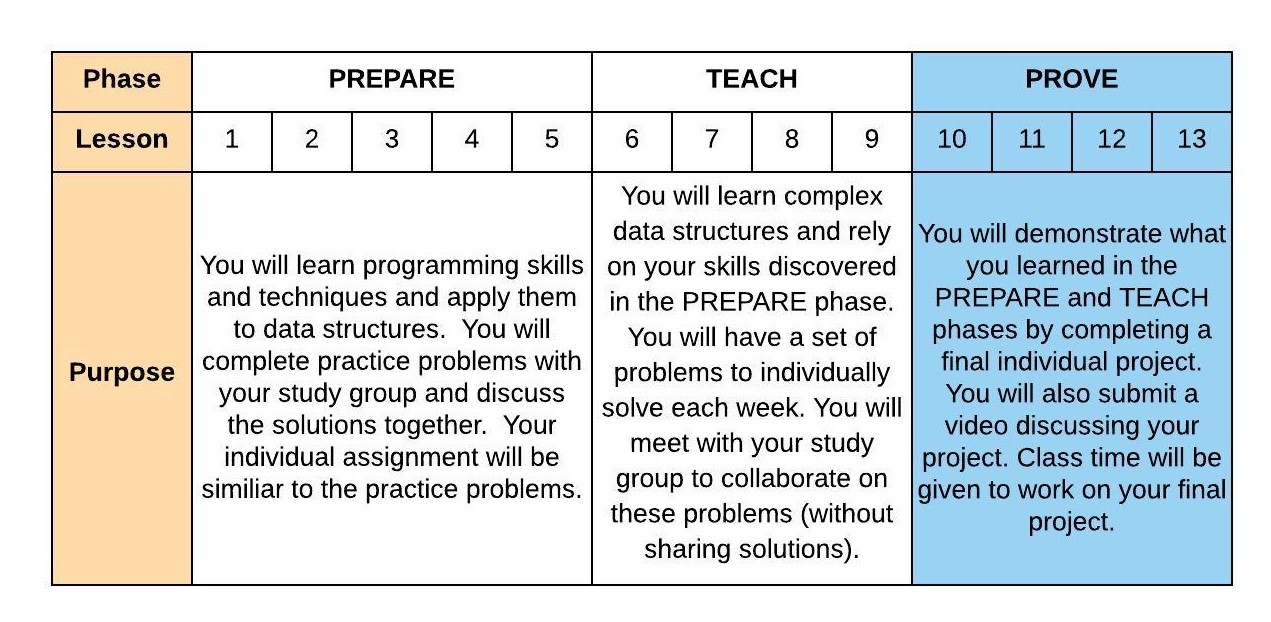 Phase PREPARE TEACH PROVE
Lesson 1 2 3 4 5 6 7 8 9 10 11 12 13
Purpose
You will learn programming skills
and techniques and apply them
to data structures.  You will
complete practice problems with
your study group and discuss
the solutions together.  Your
individual assignment will be
similiar to the practice problems.
You will learn complex
data structures and rely
on your skills discovered
in the PREPARE phase.
You will have a set of
problems to individually
solve each week. You will
meet with your study
group to collaborate on
these problems (without
sharing solutions).
You will demonstrate what
you learned in the
PREPARE and TEACH
phases by completing a
final individual project.
You will also submit a
video discussing your
project. Class time will be
given to work on your final
project.